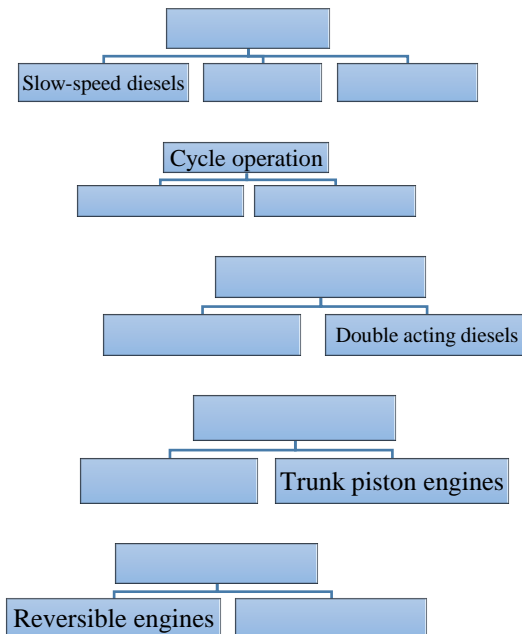 Slow-speed diesels
Cycle operation
Double acting diesels
Trunk piston engines
Reversible engines